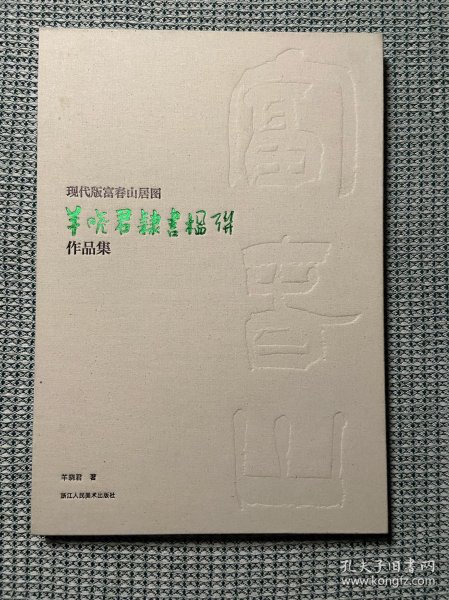 现代版富春山居图
羊晓君隶书楹联
作品集
富春山
羊晓君 著
浙江人民美术出版社
孔夫子旧书网
www.kongfz.com